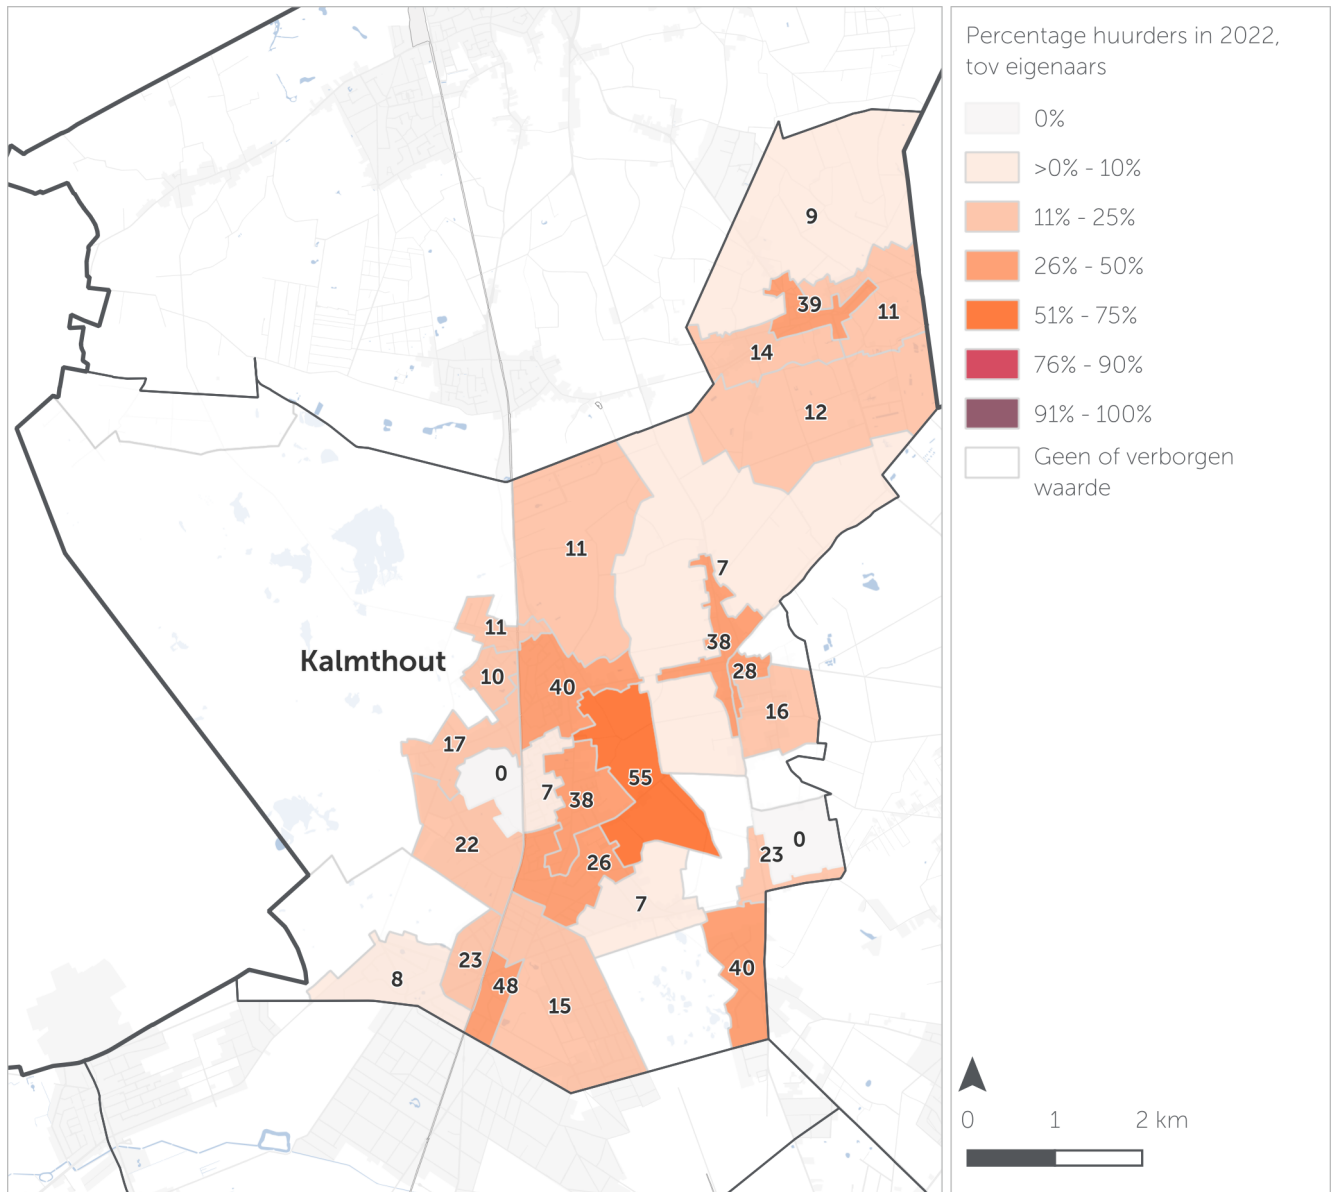 Percentage huurders in 2022,
tov eigenaars
0%
>0% - 10%
11% - 25%
26% - 50%
51% - 75%
76% - 90%
91% - 100%
Geen of verborgen
waarde
9
39
11
14
12
11
7
11
38
Kalmthout
10
28
40
16
17
0
55
7
38
22
0
23
26
7
23
40
8
48
15
0 1 2 km